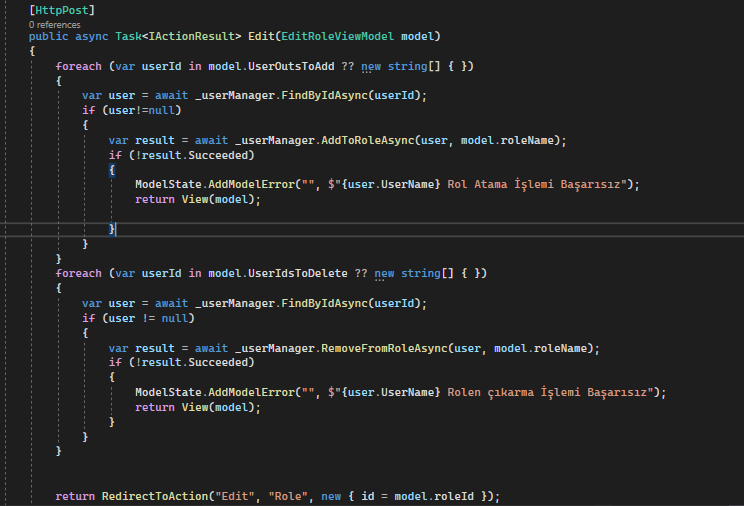 [HttpPost]
0 references
public async Task<IActionResult> Edit(EditRoleViewModel model)
{
foreach (var userId in model.UserOutsToAdd ?? new string[] { })
{
var user = await _userManager.FindByIdAsync(userId);
if (user!=null)
{
var result = await _userManager.AddToRoleAsync(user, model.roleName);
if (!result.Succeeded)
{
ModelState.AddModelError("", $"{user.UserName} Rol Atama İşlemi Başarısız");
return View(model);
}
}
}
foreach (var userId in model.UserIdsToDelete ?? new string[] { })
{
var user = await _userManager.FindByIdAsync(userId);
if (user != null)
{
var result = await _userManager.RemoveFromRoleAsync(user, model.roleName);
if (!result.Succeeded)
{
ModelState.AddModelError("", $"{user.UserName} Rolen çıkarma İşlemi Başarısız");
return View(model);
}
}
}
return RedirectToAction("Edit", "Role", new { id = model.roleId });